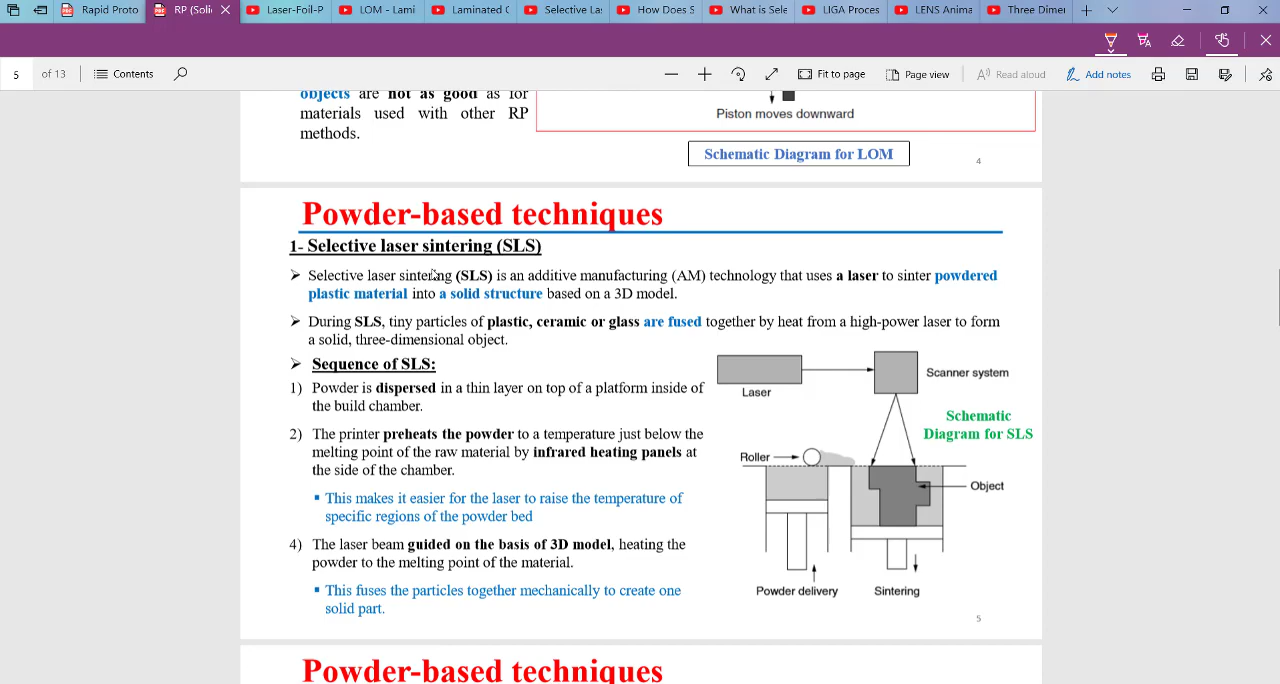 Rapid Proto
RP (Soli
Laser-Foil-P
LOM - Lami
Laminated C
Selective La
How Does S
What is Sele
LIGA Proces
LENS Anima
Three Dimen
5
of 13
Contents
Fit to page
Page view
Read aloud
Add notes
objects are not as good as for
materials used with other RP
methods.
Piston moves downward
Schematic Diagram for LOM
4
Powder-based techniques
1- Selective laser sintering (SLS)
➢ Selective laser sintering (SLS) is an additive manufacturing (AM) technology that uses a laser to sinter powdered
plastic material into a solid structure based on a 3D model.
➢ During SLS, tiny particles of plastic, ceramic or glass are fused together by heat from a high-power laser to form
a solid, three-dimensional object.
➢ Sequence of SLS:
1) Powder is dispersed in a thin layer on top of a platform inside of
the build chamber.
2) The printer preheats the powder to a temperature just below the
melting point of the raw material by infrared heating panels at
the side of the chamber.
▪ This makes it easier for the laser to raise the temperature of
specific regions of the powder bed
4) The laser beam guided on the basis of 3D model, heating the
powder to the melting point of the material.
▪ This fuses the particles together mechanically to create one
solid part.
Laser
Scanner system
Schematic
Diagram for SLS
Roller
Object
Powder delivery
Sintering
5
Powder-based techniques